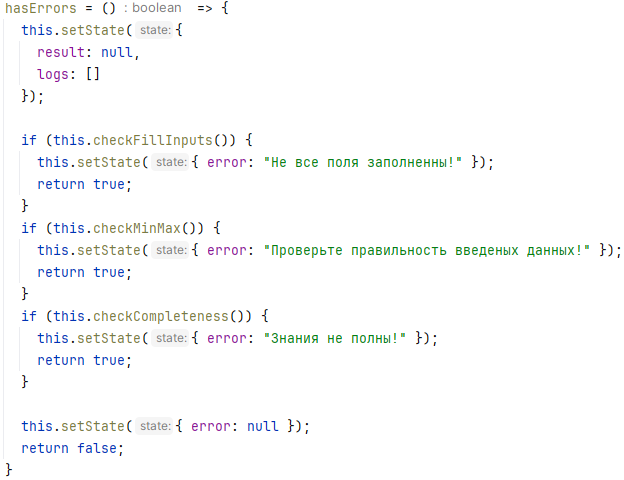 hasErrors = () : boolean => {
  this.setState( state: {
    result: null,
    logs: []
  });

  if (this.checkFillInputs()) {
    this.setState( state: { error: "Не все поля заполненны!" });
    return true;
  }
  if (this.checkMinMax()) {
    this.setState( state: { error: "Проверьте правильность введеных данных!" });
    return true;
  }
  if (this.checkCompleteness()) {
    this.setState( state: { error: "Знания не полны!" });
    return true;
  }

  this.setState( state: { error: null });
  return false;
}